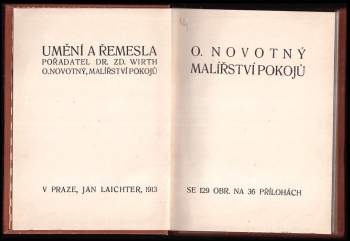 UMĚNÍ A ŘEMESLA
POŘADATEL DR. ZD. WIRTH
O. NOVOTNÝ, MALÍŘSTVÍ POKOJŮ
V PRAZE, JAN LAICHTER, 1913
O. NOVOTNÝ
MALÍŘSTVÍ POKOJŮ
SE 129 OBR. NA 36 PŘÍLOHÁCH